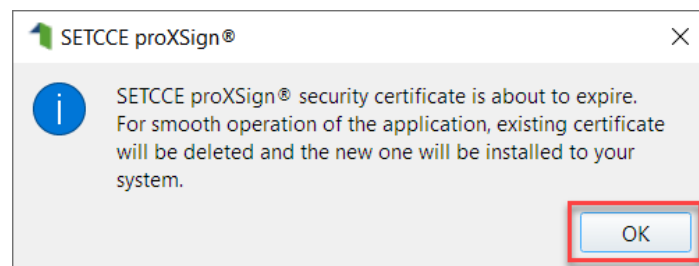 SETCCE proXSign®
SETCCE proXSign® security certificate is about to expire.
For smooth operation of the application, existing certificate
will be deleted and the new one will be installed to your
system.
OK